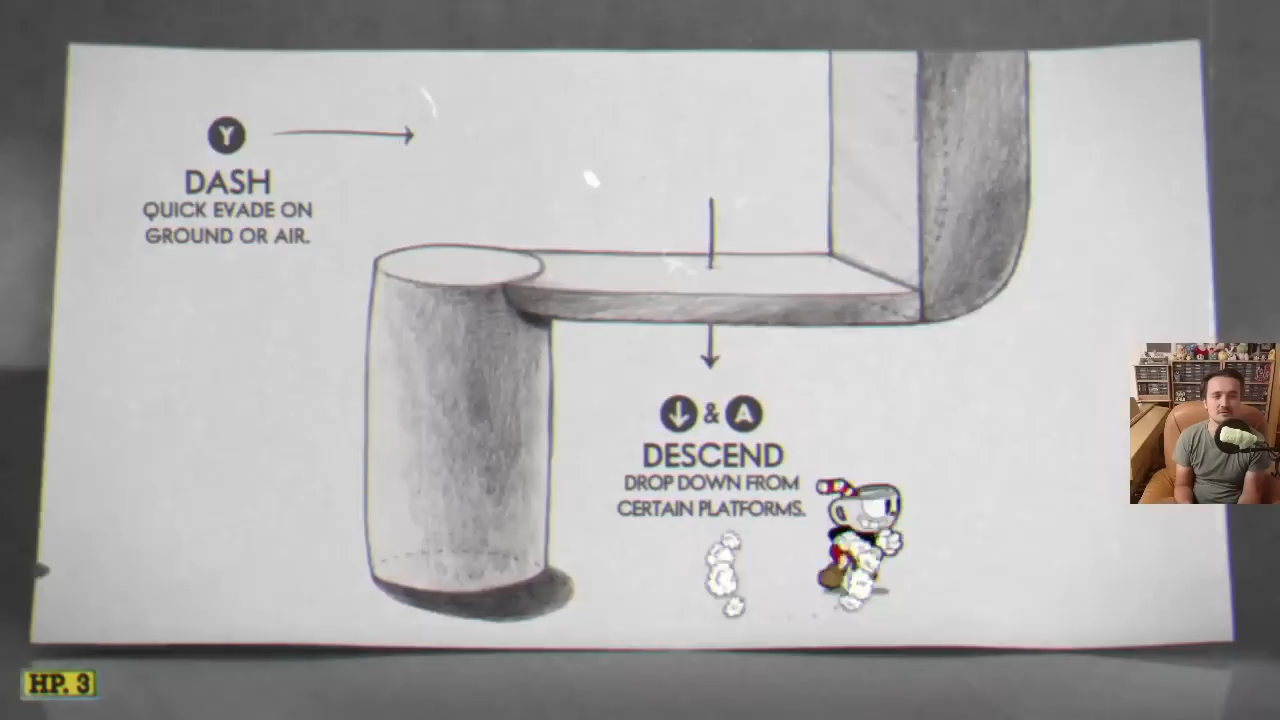 Y
DASH
QUICK EVADE ON
GROUND OR AIR.
& A
DESCEND
DROP DOWN FROM
CERTAIN PLATFORMS.
HP. 3